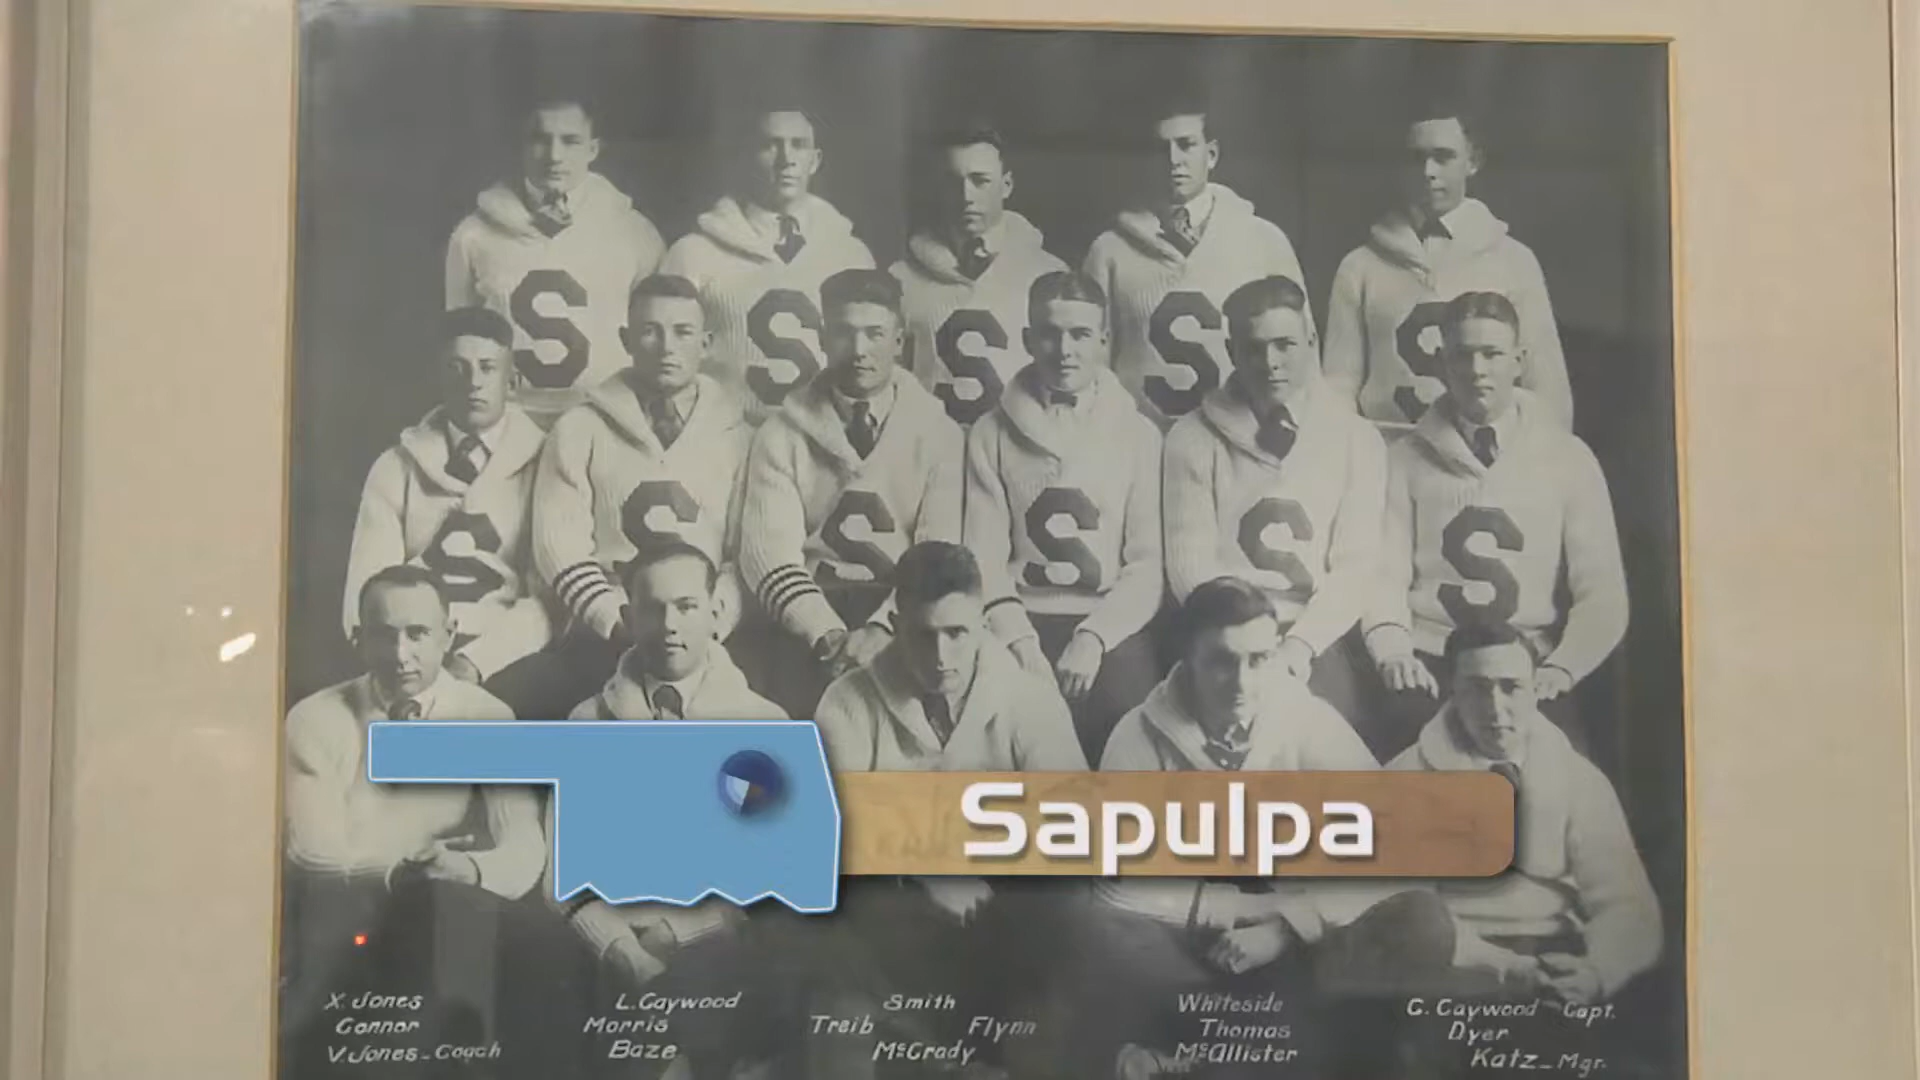 S S S S S
S S S S S S
Sapulpa
X. Jones L. Caywood Smith Whiteside C. Caywood Capt.
Connor Morris Treib Flynn Thomas Dyer
V. Jones - Coach Baze McCrady McAllister Katz - Mgr.